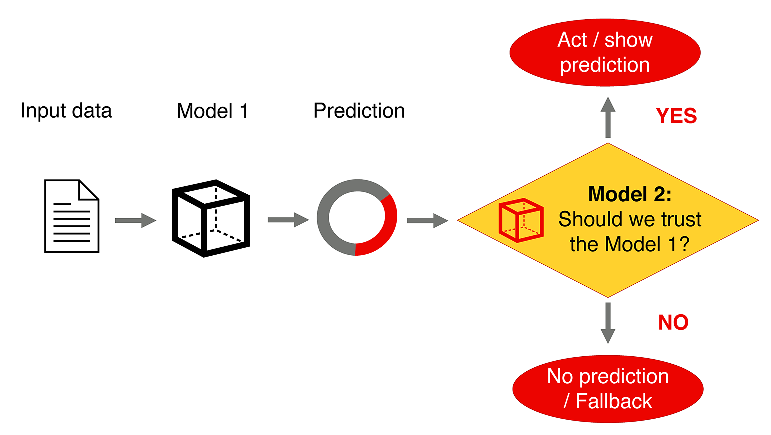 Act / show
prediction
Input data
Model 1
Prediction
YES
Model 2:
Should we trust
the Model 1?
NO
No prediction
/ Fallback